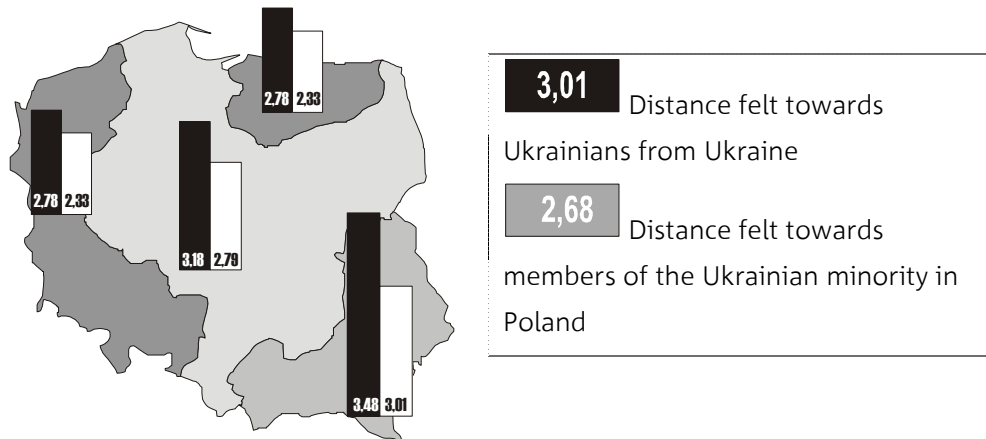 2,78 2,33
2,78 2,33
3,18 2,79
3,48 3,01
3,01 Distance felt towards
Ukrainians from Ukraine
2,68 Distance felt towards
members of the Ukrainian minority in
Poland